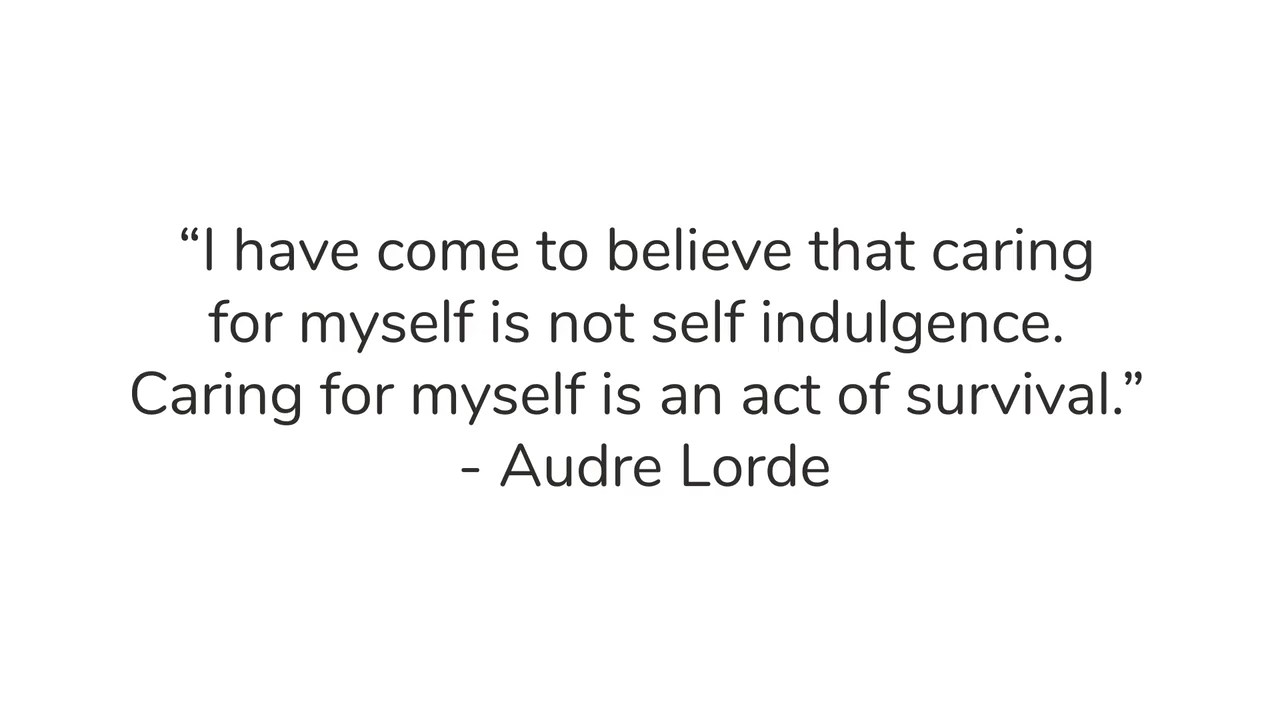 “I have come to believe that caring
for myself is not self indulgence.
Caring for myself is an act of survival.”
- Audre Lorde